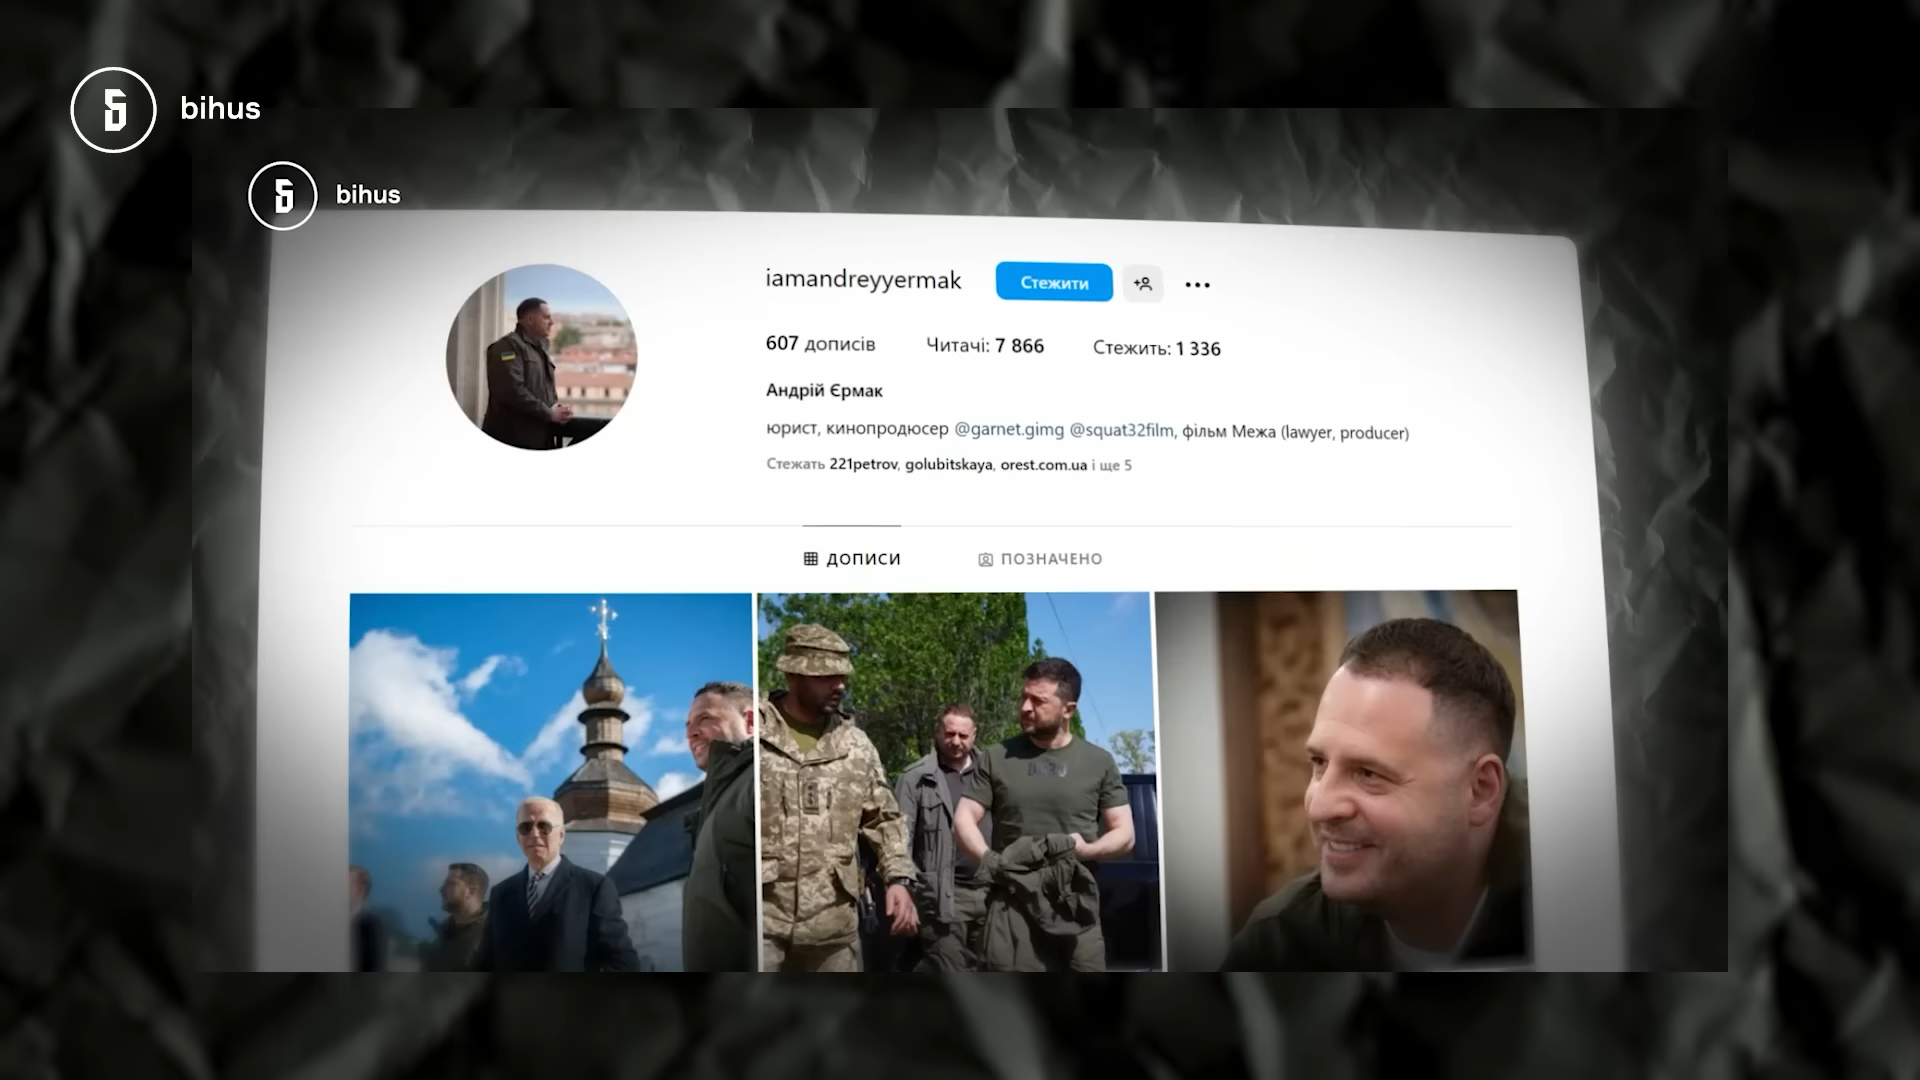 bihus
bihus
iamandreyyermak Стежити
607 дописів Читачі: 7 866 Стежить: 1 336
Андрій Єрмак
юрист, кинопродюсер @garnet.gimg @squat32film, фільм Межа (lawyer, producer)
Стежать 221petrov, golubitskaya, orest.com.ua і ще 5
ДОПИСИ ПОЗНАЧЕНО